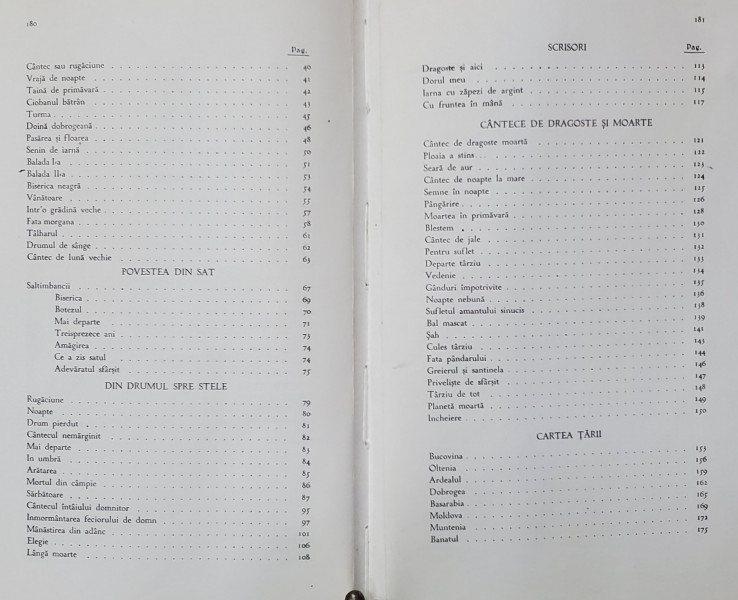 180
Pag.
Cântec sau rugăciune . . . 40
Vrajă de noapte . . . 41
Taină de primăvară . . . 42
Ciobanul bătrân . . . 43
Turma . . . 45
Doină dobrogeană . . . 46
Pasărea și floarea . . . 48
Senin de iarnă . . . 50
Balada I-a . . . 51
Balada II-a . . . 53
Biserica neagră . . . 54
Vânătoare . . . 55
Intr'o grădină veche . . . 57
Fata morgana . . . 58
Tâlharul . . . 61
Drumul de sânge . . . 62
Cântec de lună vechie . . . 63
POVESTEA DIN SAT
Saltimbancii . . . 67
Biserica . . . 69
Botezul . . . 70
Mai departe . . . 71
Treisprezece ani . . . 73
Amăgirea . . . 74
Ce a zis satul . . . 74
Adevăratul sfârșit . . . 75
DIN DRUMUL SPRE STELE
Rugăciune . . . 79
Noapte . . . 80
Drum pierdut . . . 81
Cântecul nemărginit . . . 82
Mai departe . . . 83
In umbră . . . 84
Arătarea . . . 85
Mortul din câmpie . . . 86
Sărbătoare . . . 87
Cântecul întâiului domnitor . . . 95
Inmormântarea feciorului de domn . . . 97
Mânăstirea din adânc . . . 101
Elegie . . . 106
Lângă moarte . . . 108
181
SCRISORI
Pag.
Dragoste și aici . . . 113
Dorul meu . . . 114
Iarna cu zăpezi de argint . . . 115
Cu fruntea în mână . . . 117
CÂNTECE DE DRAGOSTE ȘI MOARTE
Cântec de dragoste moartă . . . 121
Ploaia a stins . . . 122
Seară de aur . . . 123
Cântec de noapte la mare . . . 124
Semne în noapte . . . 125
Pângărire . . . 126
Moartea în primăvară . . . 128
Blestem . . . 130
Cântec de jale . . . 131
Pentru suflet . . . 132
Departe târziu . . . 133
Vedenie . . . 134
Gânduri împotrivite . . . 135
Noapte nebună . . . 136
Sufletul amantului sinucis . . . 138
Bal mascat . . . 139
Șah . . . 141
Cules târziu . . . 143
Fata pândarului . . . 144
Greierul și santinela . . . 146
Priveliște de sfârșit . . . 147
Târziu de tot . . . 148
Planetă moartă . . . 149
Incheiere . . . 150
CARTEA ȚĂRII
Bucovina . . . 153
Oltenia . . . 156
Ardealul . . . 159
Dobrogea . . . 162
Basarabia . . . 165
Moldova . . . 169
Muntenia . . . 172
Banatul . . . 175